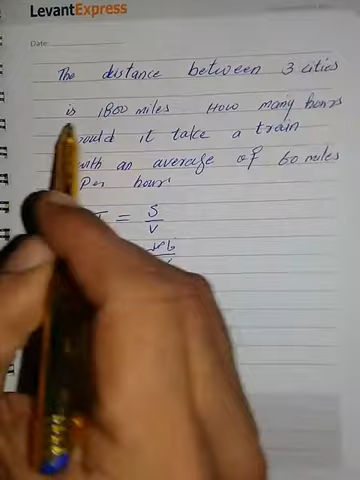 LevantExpress
Date:
The distance between 3 cities
is 1800 miles. How many hours
would it take a train
with an average of 60 miles
Per hour.
T = S
V